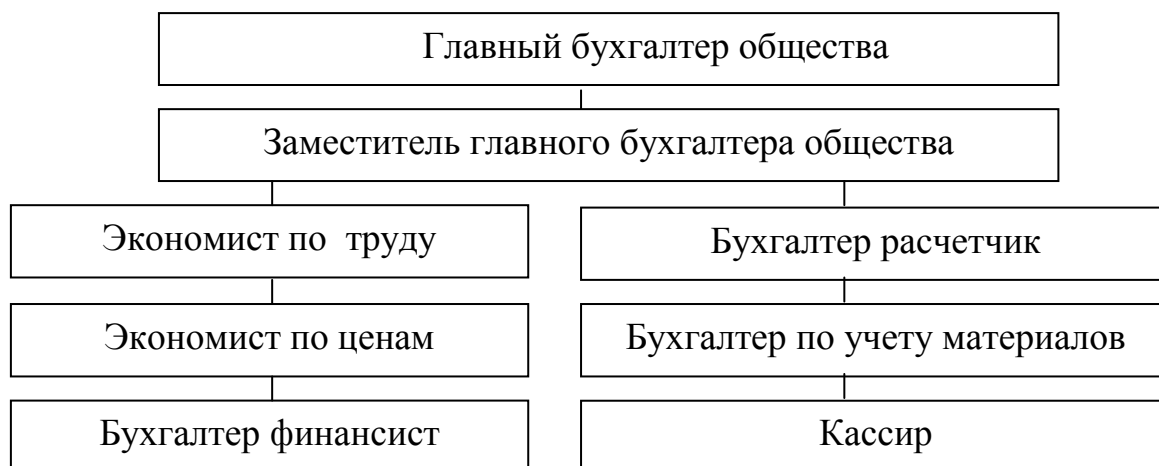 Главный бухгалтер общества
Заместитель главного бухгалтера общества
Экономист по труду
Бухгалтер расчетчик
Экономист по ценам
Бухгалтер по учету материалов
Бухгалтер финансист
Кассир